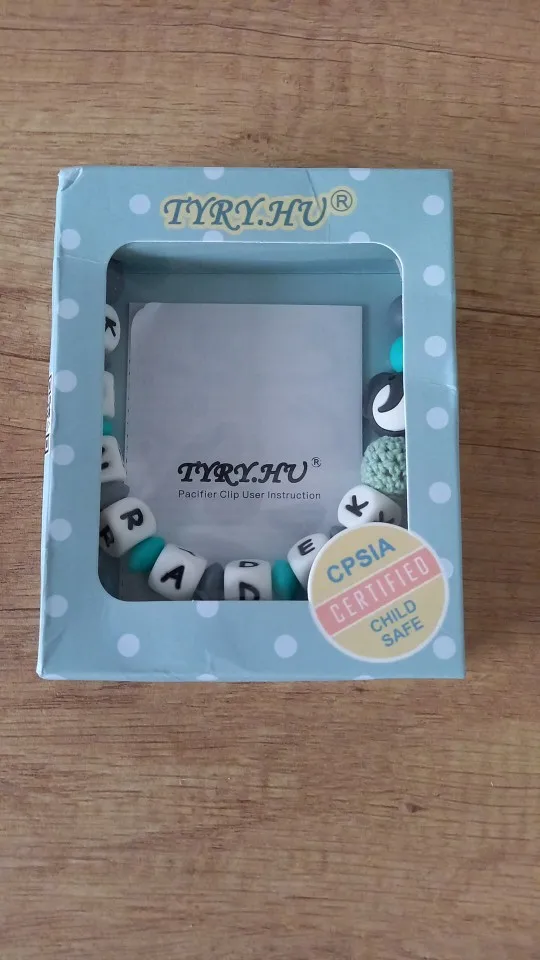 TYRY.HU®
TYRY.HU®
Pacifier Clip User Instruction
K
R
A
D
E
K
CPSIA
CERTIFIED
CHILD
SAFE